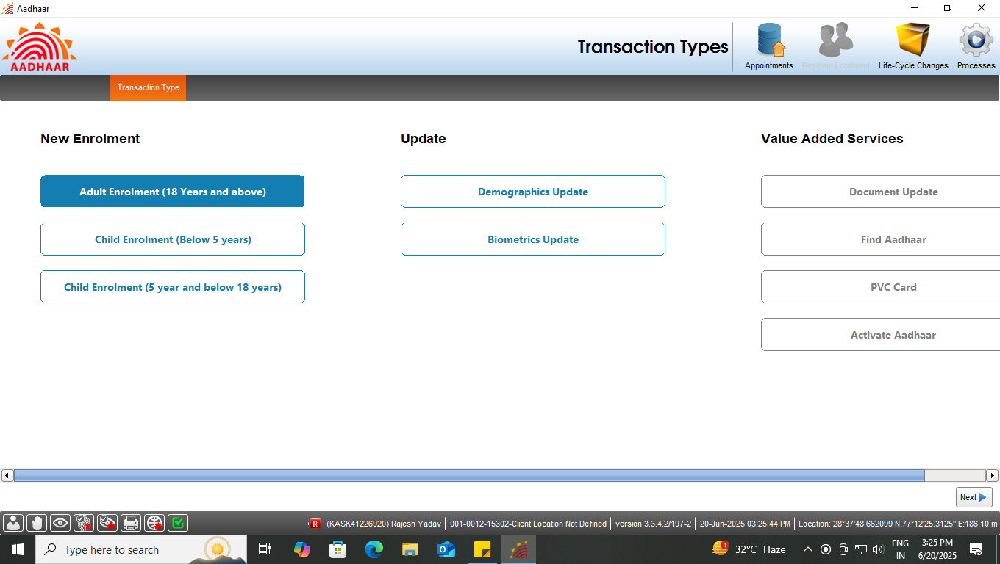 Aadhaar
AADHAAR
Transaction Types
Appointments
Resident Enrolment
Life-Cycle Changes
Processes
Transaction Type
New Enrolment
Update
Value Added Services
Adult Enrolment (18 Years and above)
Demographics Update
Document Update
Child Enrolment (Below 5 years)
Biometrics Update
Find Aadhaar
Child Enrolment (5 year and below 18 years)
PVC Card
Activate Aadhaar
Next
R (KASK41226920) Rajesh Yadav
001-0012-15302-Client Location Not Defined
version 3.3.4.2/197-2
20-Jun-2025 03:25:44 PM
Location: 28°37'48.662099 N,77°12'25.3125" E:186.10 m
Type here to search
1
32°C Haze
ENG
IN
3:25 PM
6/20/2025